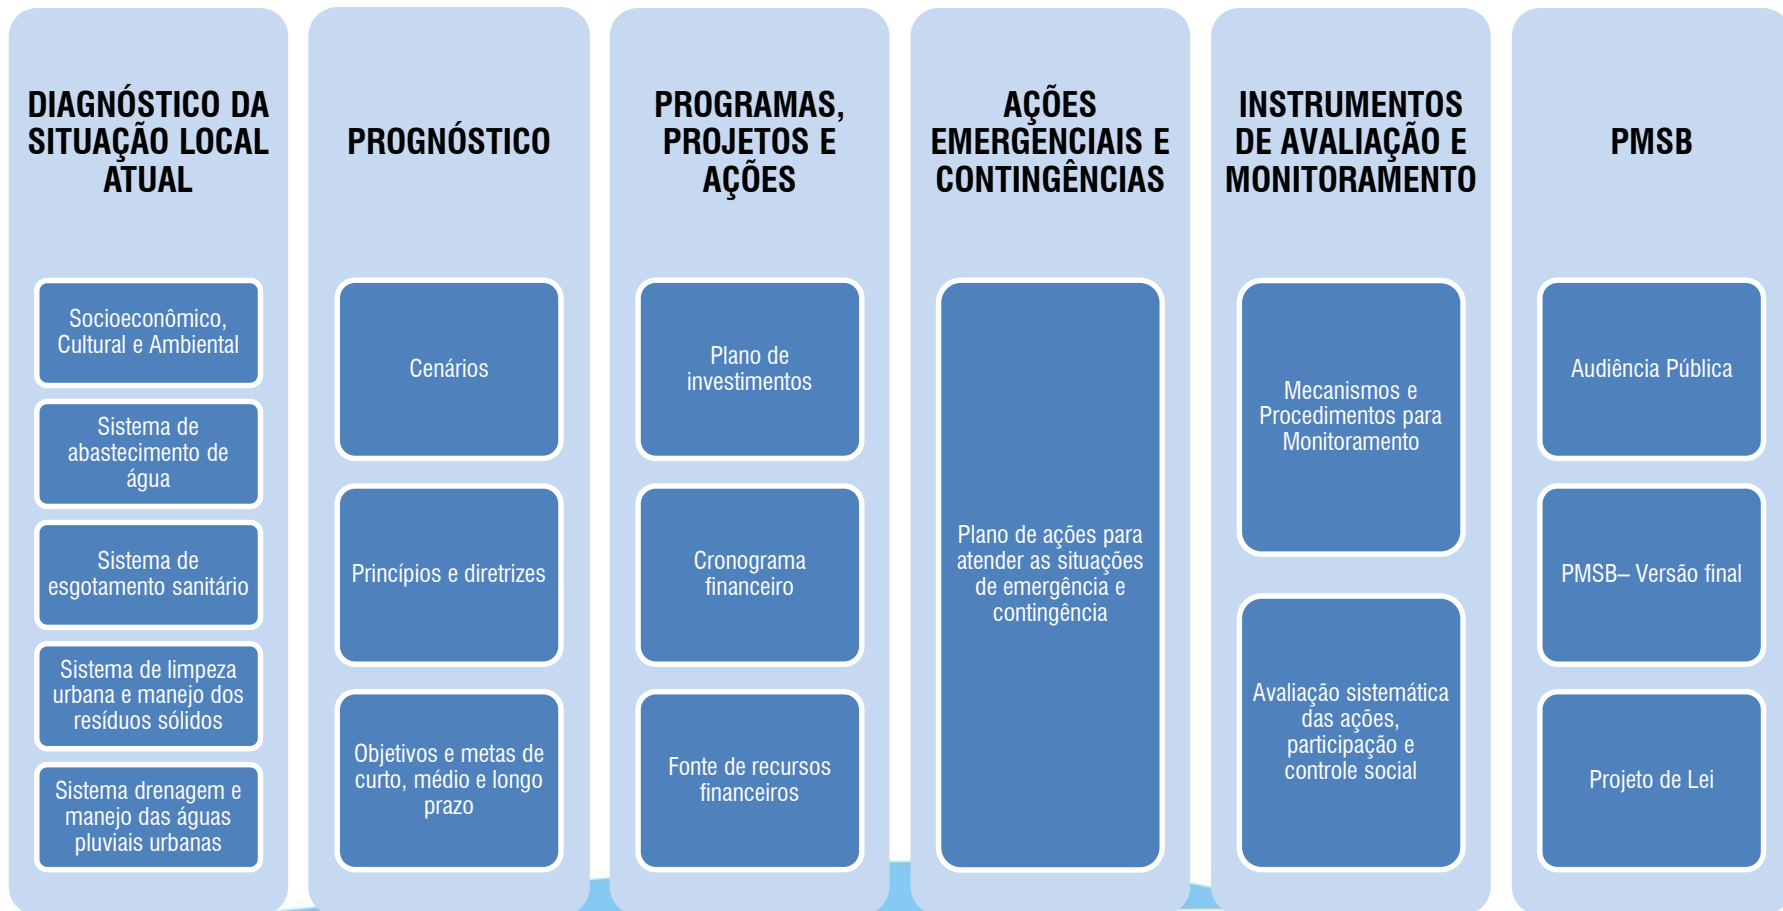 DIAGNÓSTICO DA
SITUAÇÃO LOCAL
ATUAL
Socioeconômico,
Cultural e Ambiental
Sistema de
abastecimento de
água
Sistema de
esgotamento sanitário
Sistema de limpeza
urbana e manejo dos
resíduos sólidos
Sistema drenagem e
manejo das águas
pluviais urbanas
PROGNÓSTICO
Cenários
Princípios e diretrizes
Objetivos e metas de
curto, médio e longo
prazo
PROGRAMAS,
PROJETOS E
AÇÕES
Plano de
investimentos
Cronograma
financeiro
Fonte de recursos
financeiros
AÇÕES
EMERGENCIAIS E
CONTINGÊNCIAS
Plano de ações para
atender as situações
de emergência e
contingência
INSTRUMENTOS
DE AVALIAÇÃO E
MONITORAMENTO
Mecanismos e
Procedimentos para
Monitoramento
Avaliação sistemática
das ações,
participação e
controle social
PMSB
Audiência Pública
PMSB– Versão final
Projeto de Lei